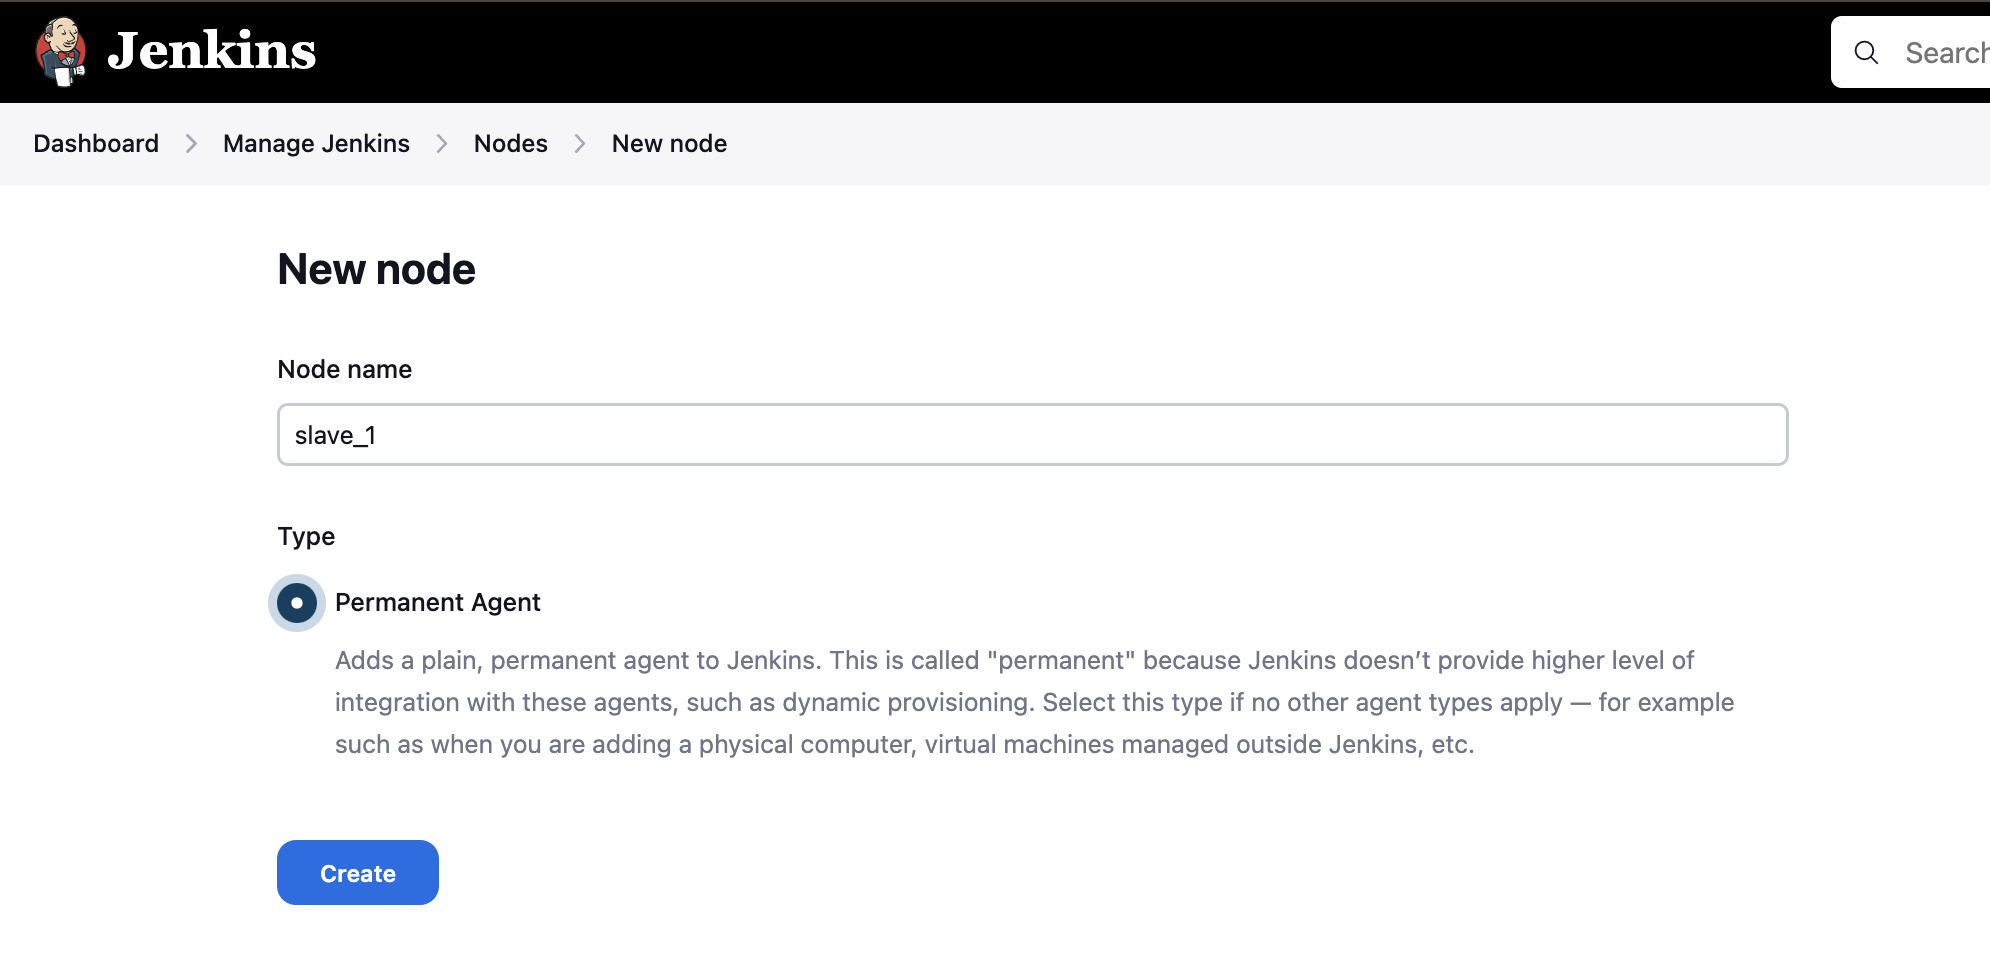 Jenkins
Search
Dashboard > Manage Jenkins > Nodes > New node
New node
Node name
slave_1
Type
Permanent Agent
Adds a plain, permanent agent to Jenkins. This is called "permanent" because Jenkins doesn’t provide higher level of
integration with these agents, such as dynamic provisioning. Select this type if no other agent types apply — for example
such as when you are adding a physical computer, virtual machines managed outside Jenkins, etc.
Create